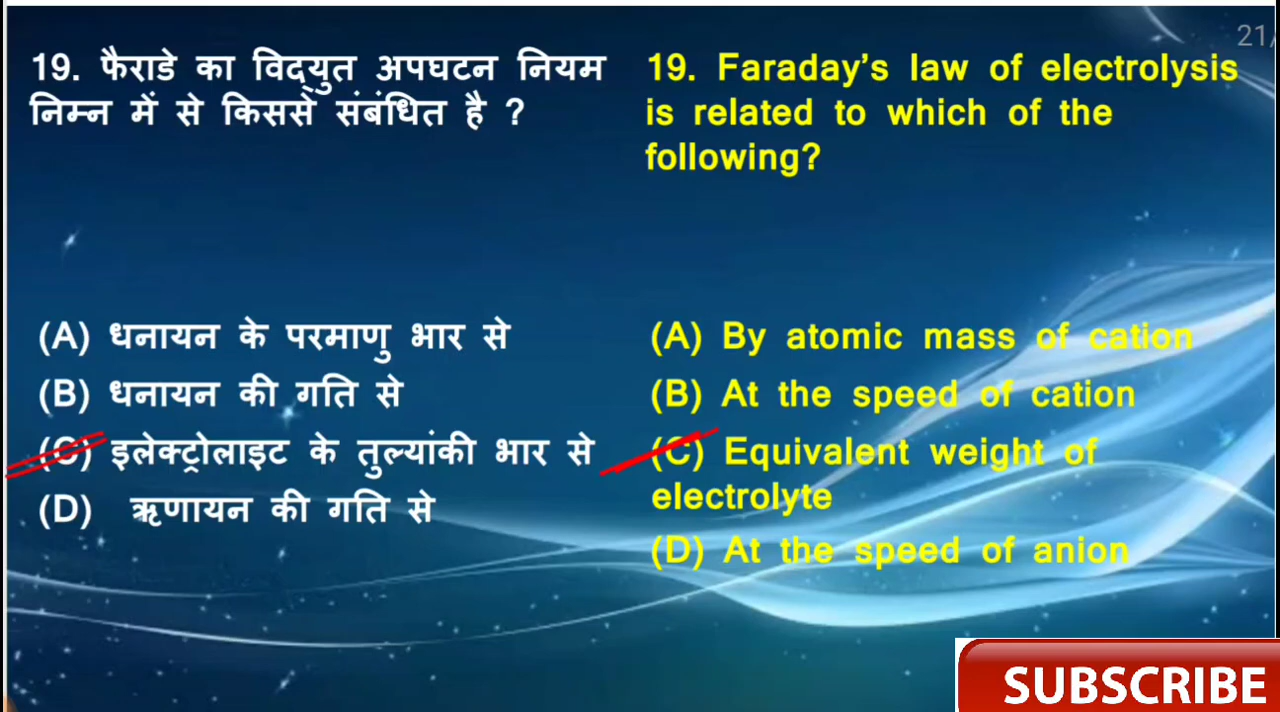 21/
19. फैराडे का विद्युत अपघटन नियम
निम्न में से किससे संबंधित है ?
19. Faraday’s law of electrolysis
is related to which of the
following?
(A) धनायन के परमाणु भार से
(B) धनायन की गति से
(C) इलेक्ट्रोलाइट के तुल्यांकी भार से
(D) ऋणायन की गति से
(A) By atomic mass of cation
(B) At the speed of cation
(C) Equivalent weight of
electrolyte
(D) At the speed of anion
SUBSCRIBE